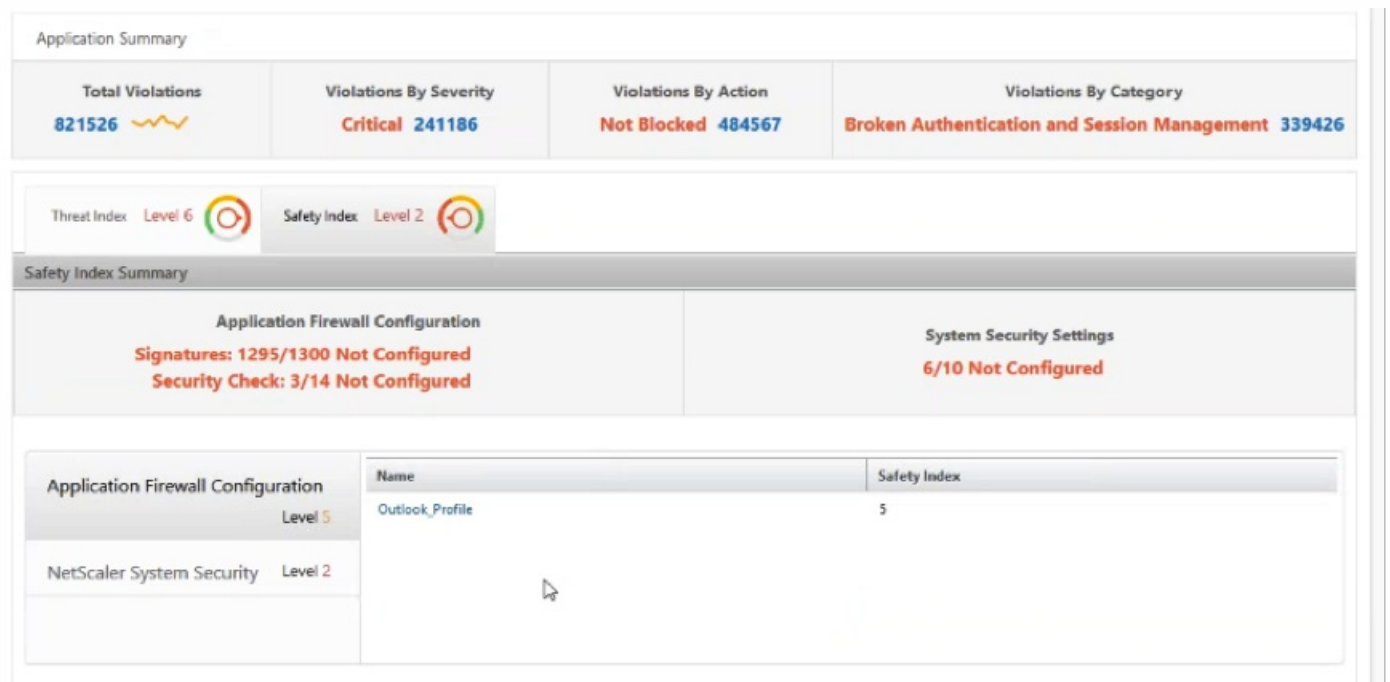 Application Summary
Total Violations
821526
Violations By Severity
Critical 241186
Violations By Action
Not Blocked 484567
Violations By Category
Broken Authentication and Session Management 339426
Threat Index Level 6
Safety Index Level 2
Safety Index Summary
Application Firewall Configuration
Signatures: 1295/1300 Not Configured
Security Check: 3/14 Not Configured
System Security Settings
6/10 Not Configured
Application Firewall Configuration
Level 5
NetScaler System Security Level 2
Name Safety Index
Outlook_Profile 5